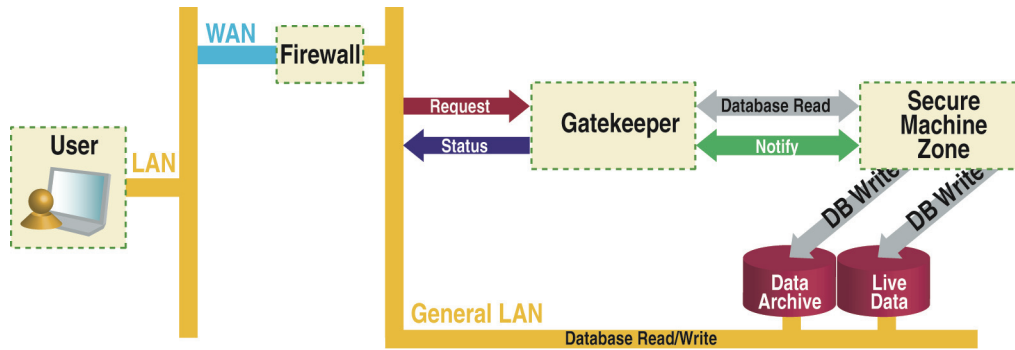 WAN
Firewall
User
LAN
Request
Status
Gatekeeper
Database Read
Notify
Secure
Machine
Zone
DB Write
DB Write
Data
Archive
Live
Data
General LAN
Database Read/Write